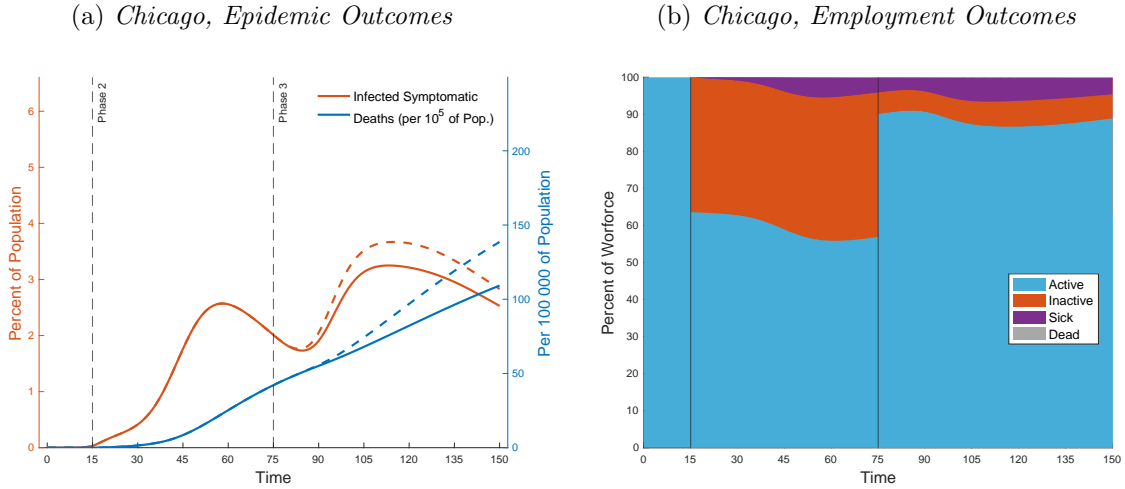 (a) Chicago, Epidemic Outcomes
Phase 2
Phase 3
Infected Symptomatic
Deaths (per 10^5 of Pop.)
6
5
4
3
2
1
0
Percent of Population
200
150
100
50
0
Per 100 000 of Population
0 15 30 45 60 75 90 105 120 135 150
Time
(b) Chicago, Employment Outcomes
100
90
80
70
60
50
40
30
20
10
0
Percent of Worforce
Active
Inactive
Sick
Dead
0 15 30 45 60 75 90 105 120 135 150
Time